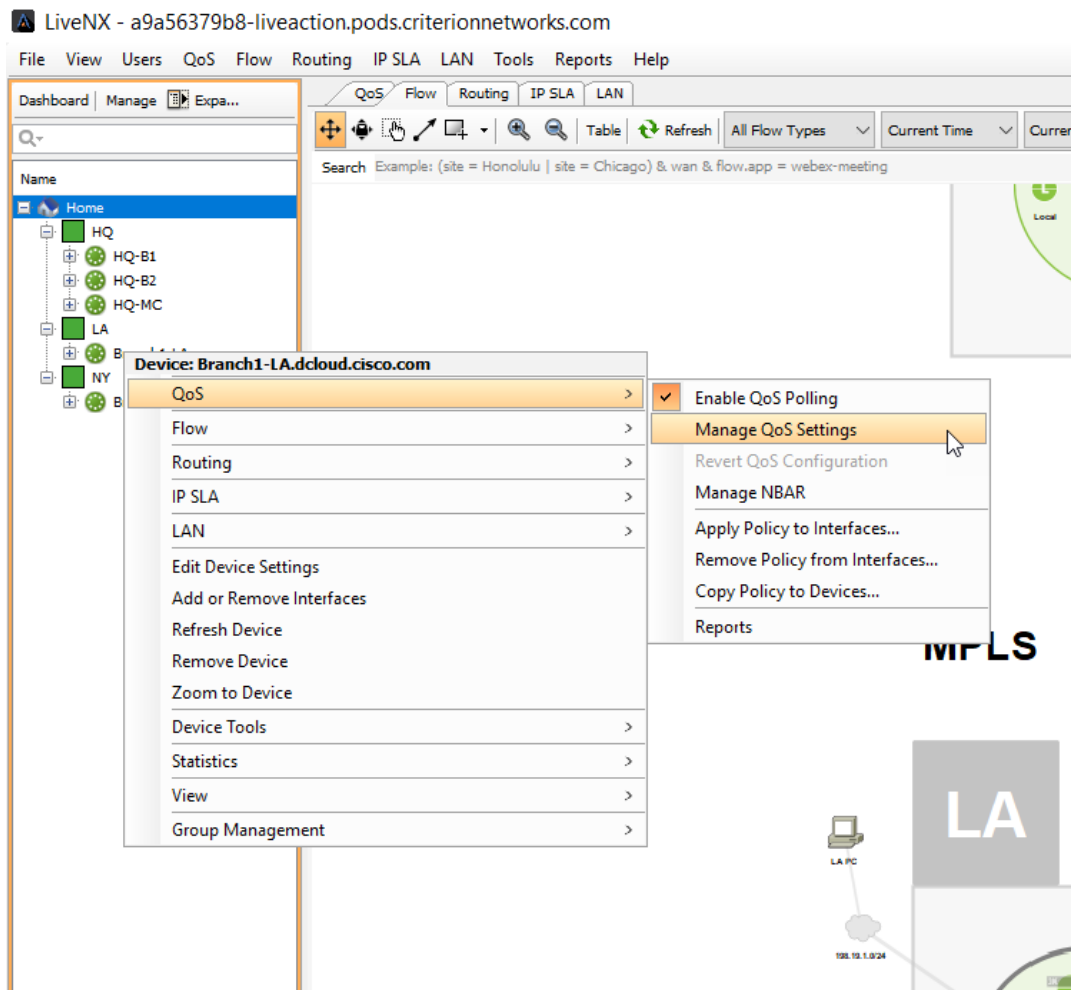 LiveNX - a9a56379b8-liveaction.pods.criterionnetworks.com
File View Users QoS Flow Routing IP SLA LAN Tools Reports Help
Dashboard Manage Expa...
QoS Flow Routing IP SLA LAN
Table Refresh All Flow Types Current Time Curre
Search Example: (site = Honolulu | site = Chicago) & wan & flow.app = webex-meeting
Name
Home
HQ
HQ-B1
HQ-B2
HQ-MC
LA
NY
B
Local
Device: Branch1-LA.dcloud.cisco.com
QoS
Flow
Routing
IP SLA
LAN
Edit Device Settings
Add or Remove Interfaces
Refresh Device
Remove Device
Zoom to Device
Device Tools
Statistics
View
Group Management
Enable QoS Polling
Manage QoS Settings
Revert QoS Configuration
Manage NBAR
Apply Policy to Interfaces...
Remove Policy from Interfaces...
Copy Policy to Devices...
Reports
MPLS
LA
LA PC
198.19.1.0/24